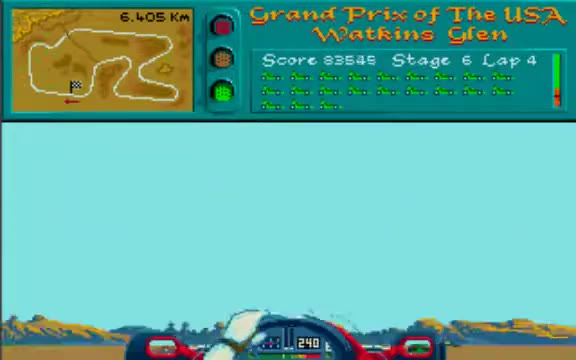 6.405 Km
Grand Prix of The USA
Watkins Glen
Score 83545 Stage 6 Lap 4
240